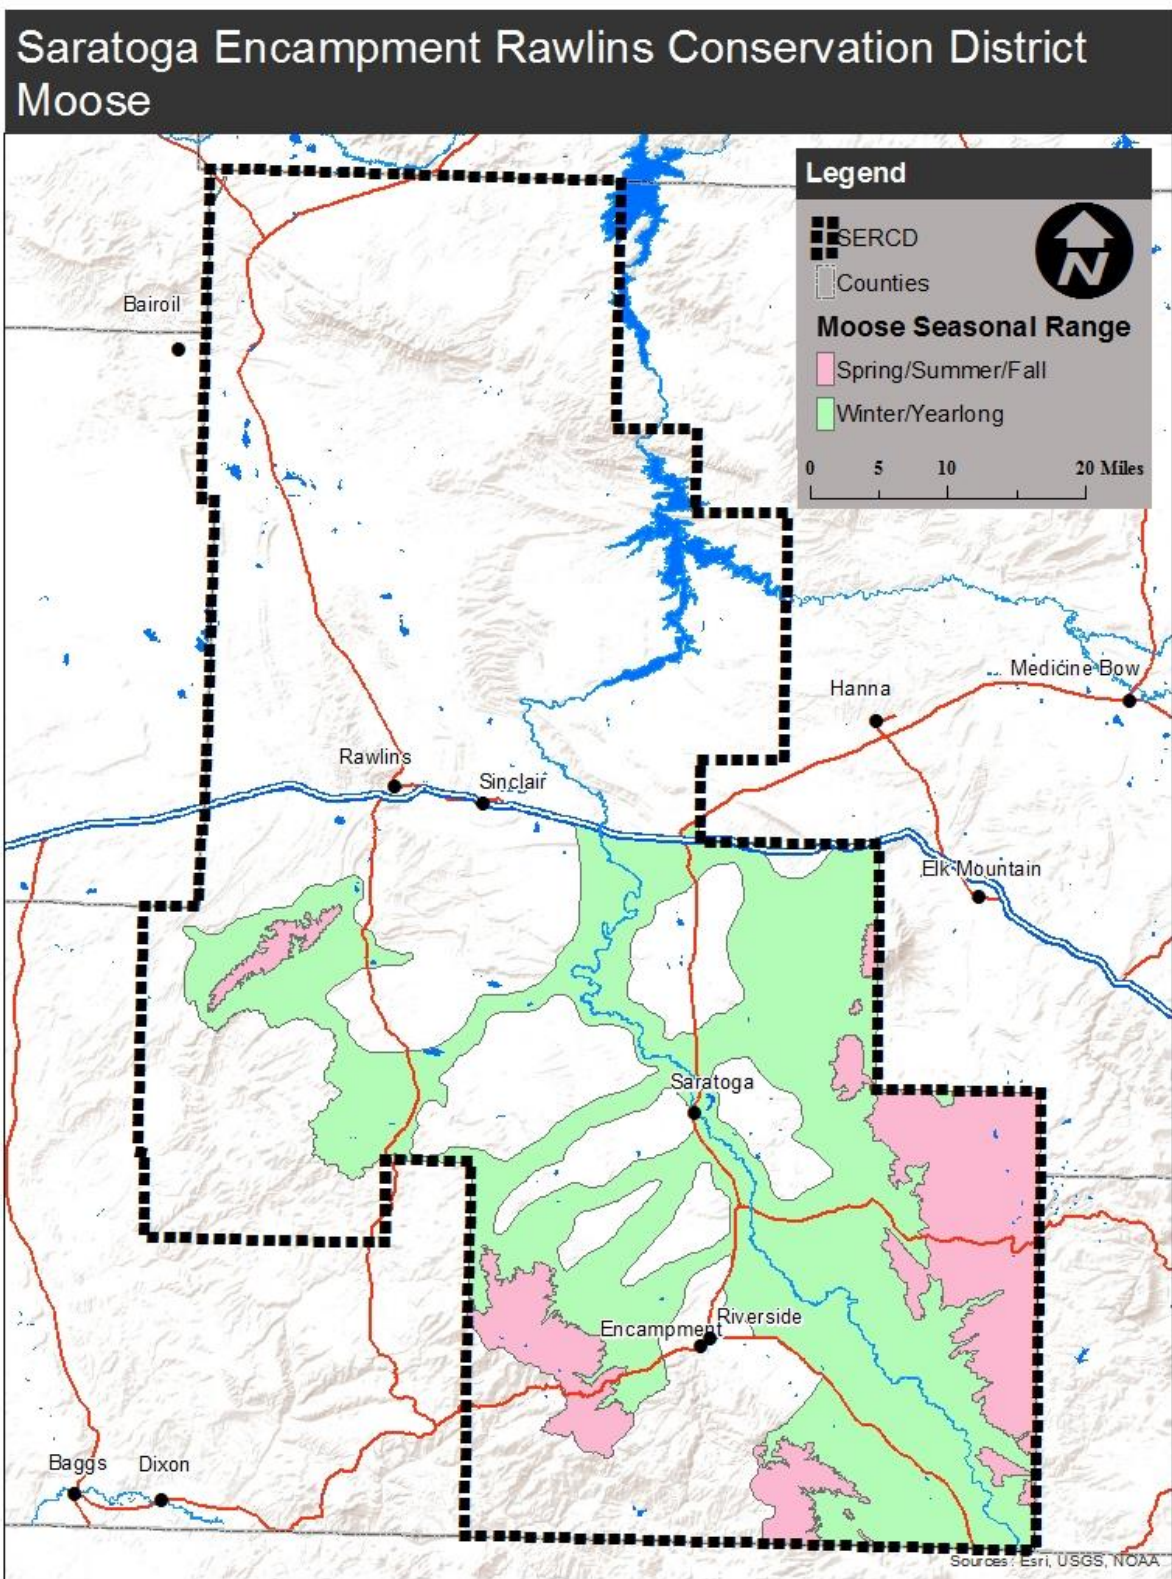 Saratoga Encampment Rawlins Conservation District
Moose
Legend
SERCD
N
Counties
Moose Seasonal Range
Spring/Summer/Fall
Winter/Yearlong
0 5 10 20 Miles
Bairoil
Medicine Bow
Hanna
Rawlins
Sinclair
Elk Mountain
Saratoga
Riverside
Encampment
Baggs
Dixon
Sources: Esri, USGS, NOAA